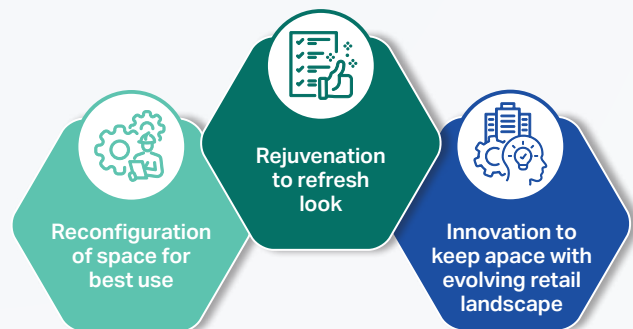 Reconfiguration
of space for
best use
Rejuvenation
to refresh
look
Innovation to
keep apace with
evolving retail
landscape